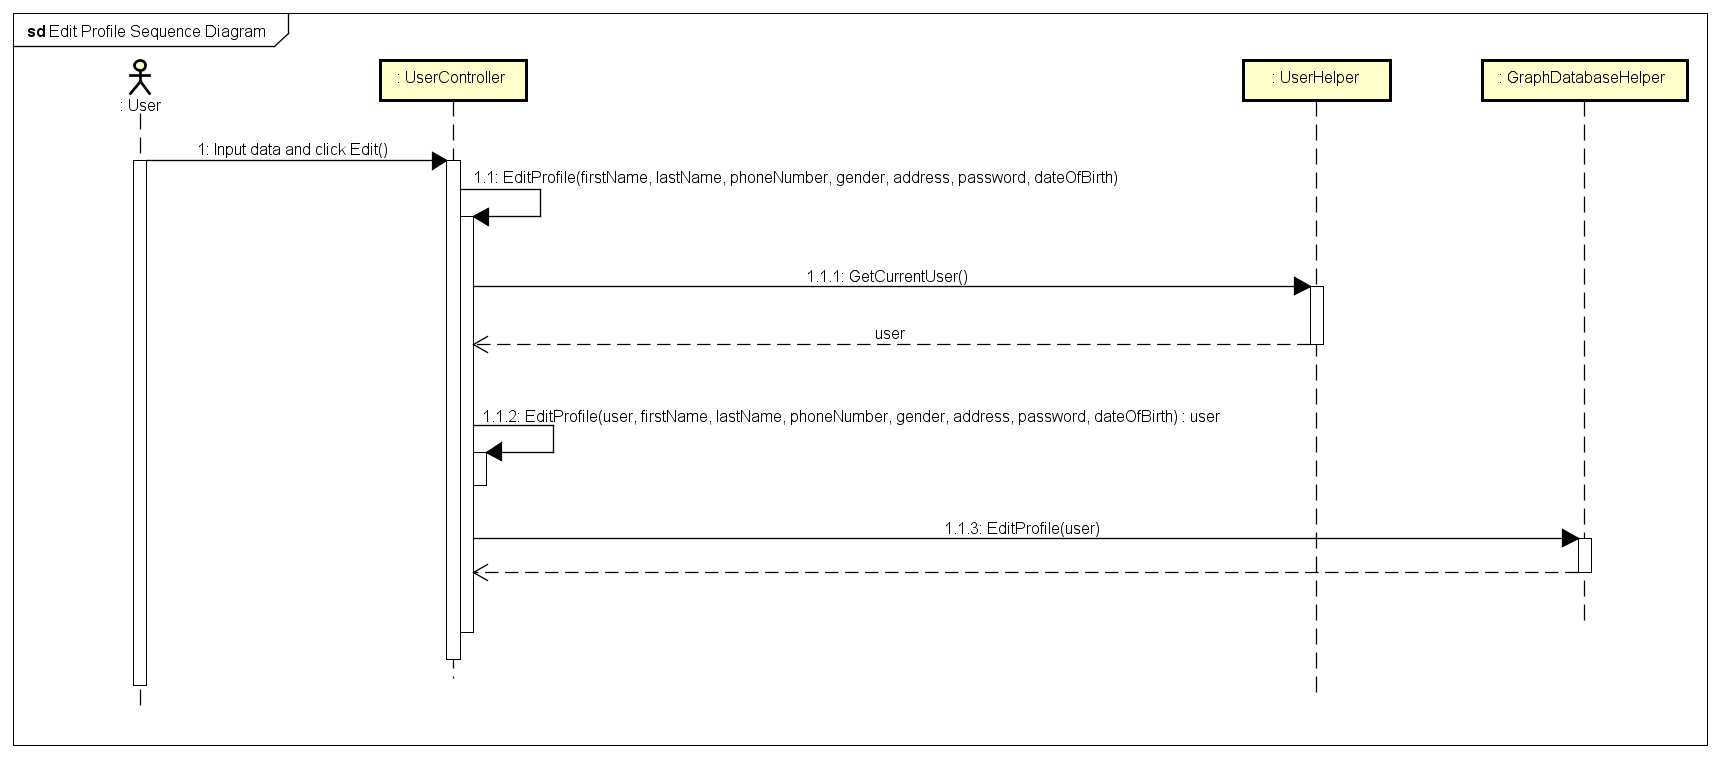 sd Edit Profile Sequence Diagram
: User
: UserController
: UserHelper
: GraphDatabaseHelper
1: Input data and click Edit()
1.1: EditProfile(firstName, lastName, phoneNumber, gender, address, password, dateOfBirth)
1.1.1: GetCurrentUser()
user
1.1.2: EditProfile(user, firstName, lastName, phoneNumber, gender, address, password, dateOfBirth) : user
1.1.3: EditProfile(user)